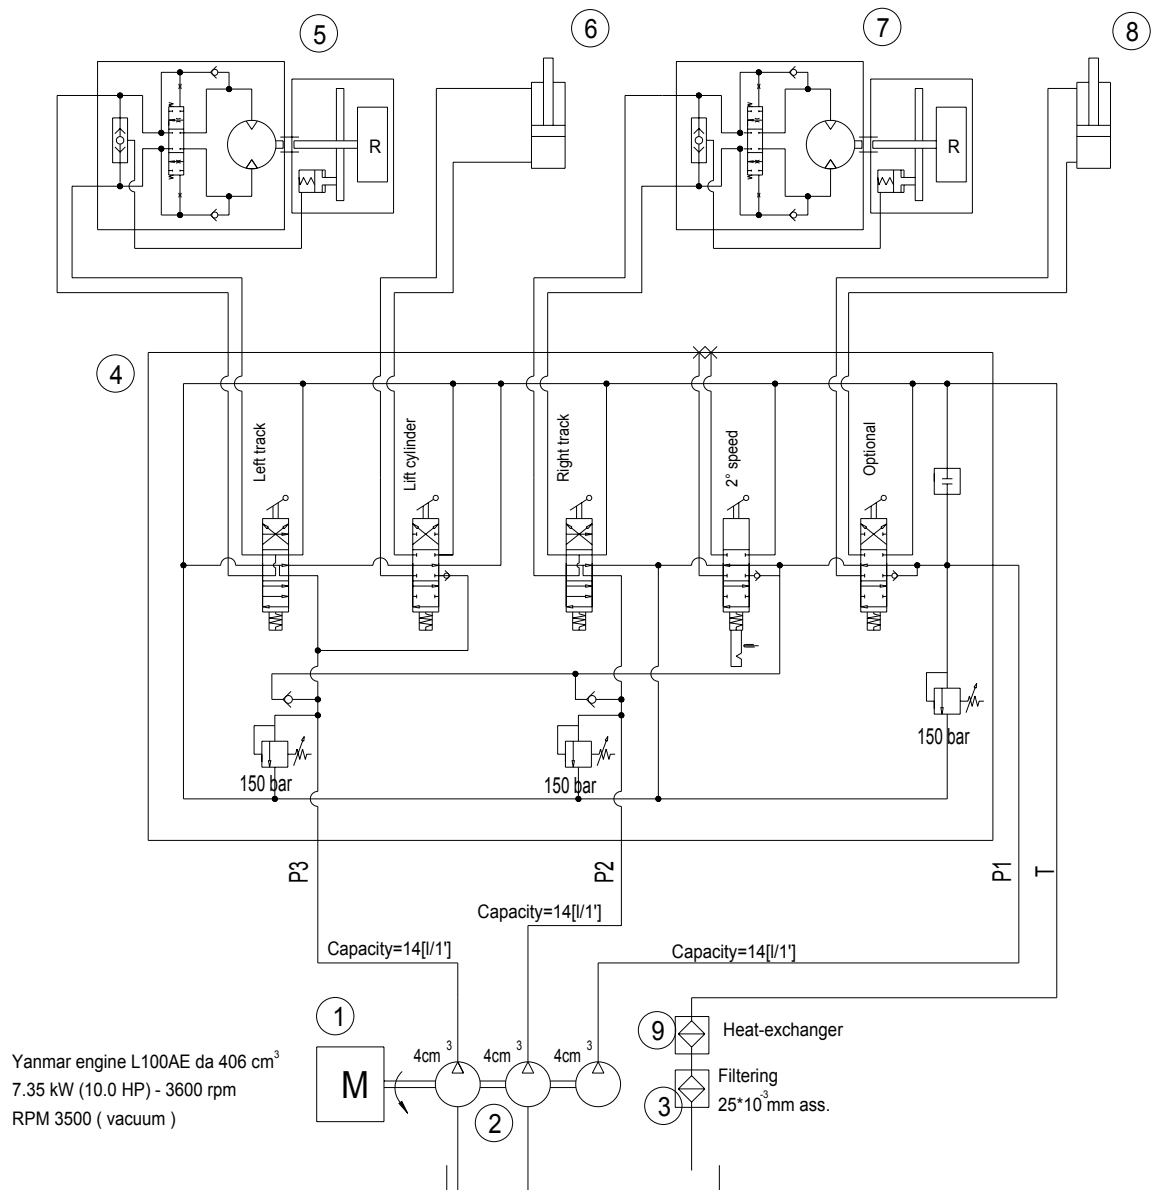 5
6
7
8
R
R
4
Left track
Lift cylinder
Right track
2° speed
Optional
150 bar
150 bar
150 bar
P3
P2
P1
T
Capacity=14[l/1']
Capacity=14[l/1']
Capacity=14[l/1']
1
9
Heat-exchanger
4cm³
4cm³
4cm³
M
2
3
Filtering
25*10⁻³mm ass.
Yanmar engine L100AE da 406 cm³
7.35 kW (10.0 HP) - 3600 rpm
RPM 3500 ( vacuum )